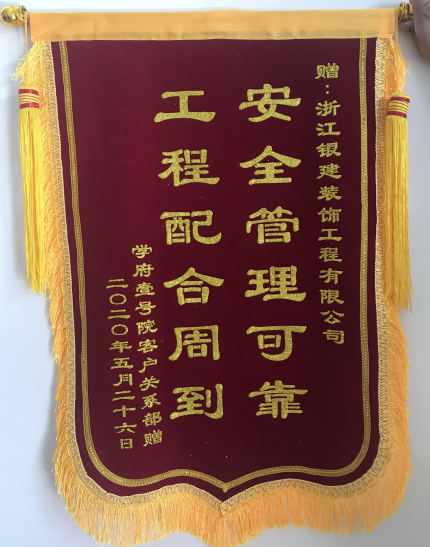 赠：浙江银建装饰工程有限公司
安全管理可靠
工程配合周到
学府壹号院客户关系部赠
二〇二〇年五月二十六日